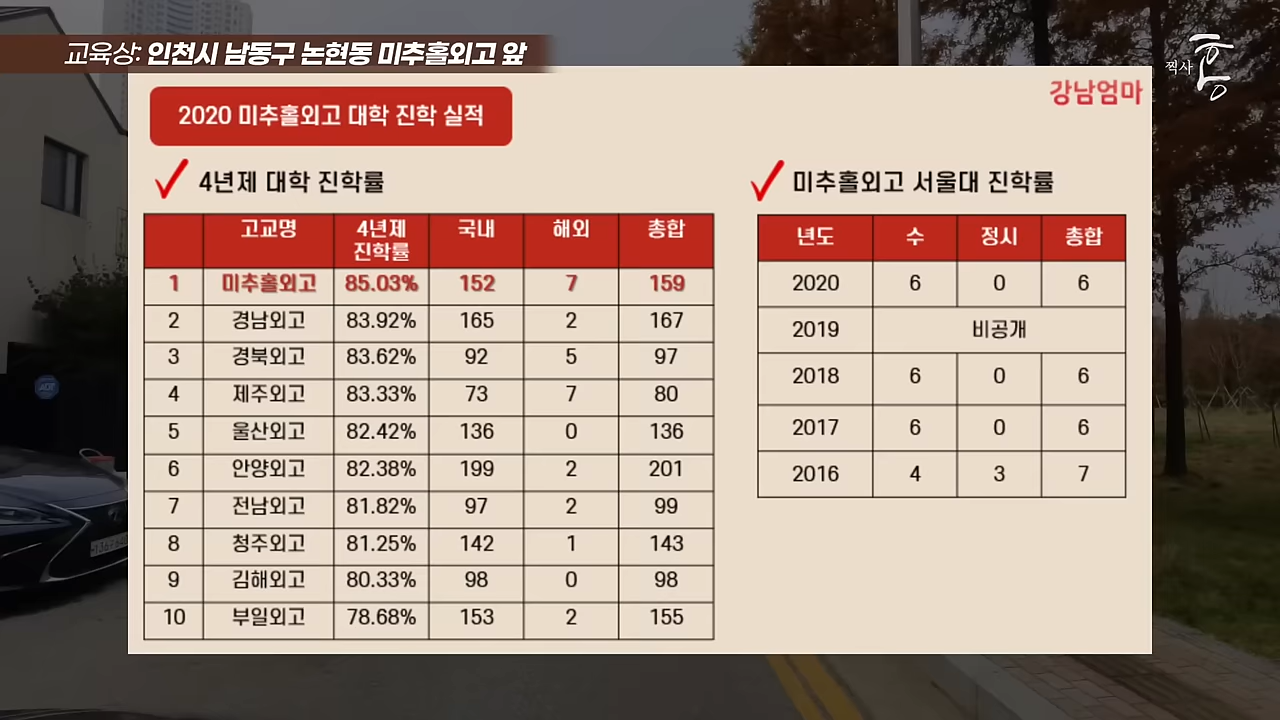 교육상: 인천시 남동구 논현동 미추홀외고 앞
찍사 홍
강남엄마
2020 미추홀외고 대학 진학 실적
4년제 대학 진학률
고교명 4년제 진학률 국내 해외 총합
1 미추홀외고 85.03% 152 7 159
2 경남외고 83.92% 165 2 167
3 경북외고 83.62% 92 5 97
4 제주외고 83.33% 73 7 80
5 울산외고 82.42% 136 0 136
6 안양외고 82.38% 199 2 201
7 전남외고 81.82% 97 2 99
8 청주외고 81.25% 142 1 143
9 김해외고 80.33% 98 0 98
10 부일외고 78.68% 153 2 155
미추홀외고 서울대 진학률
년도 수 정시 총합
2020 6 0 6
2019 비공개
2018 6 0 6
2017 6 0 6
2016 4 3 7
ADT